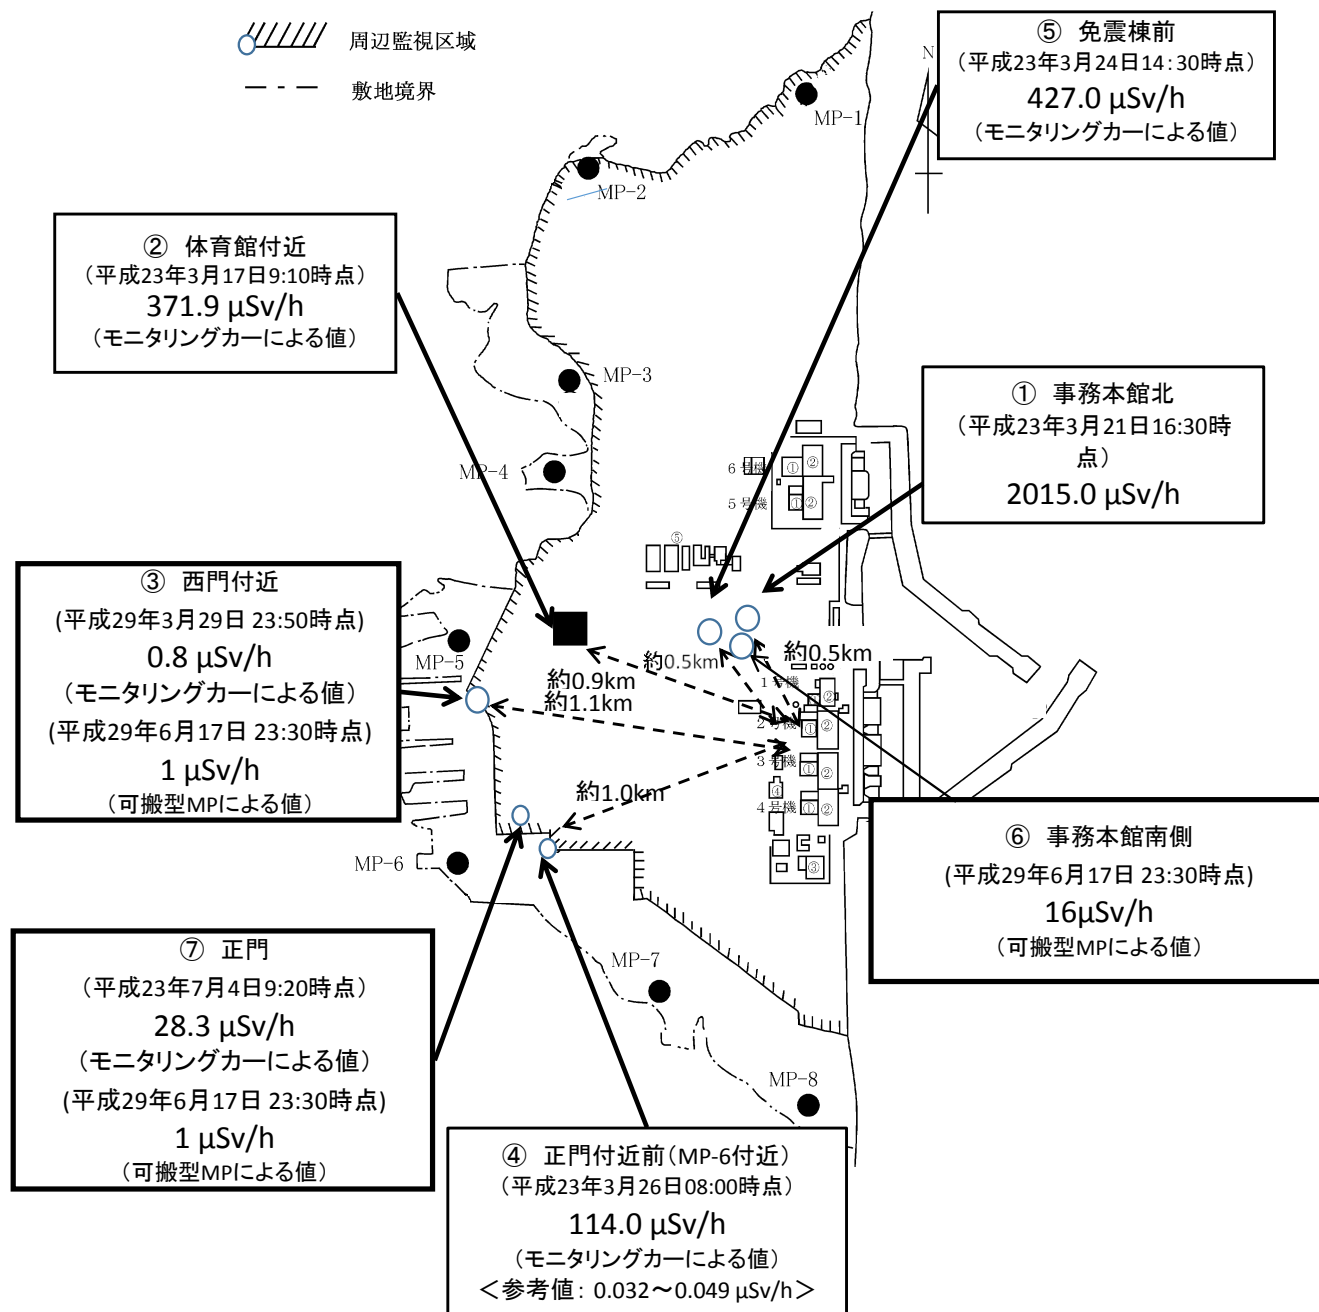 周辺監視区域
敷地境界
⑤ 免震棟前
(平成23年3月24日14:30時点)
427.0 μSv/h
(モニタリングカーによる値)
N
MP-1
MP-2
② 体育館付近
(平成23年3月17日9:10時点)
371.9 μSv/h
(モニタリングカーによる値)
MP-3
① 事務本館北
(平成23年3月21日16:30時
点)
2015.0 μSv/h
MP-4
6号機
① ②
5号機
① ②
⑤
③ 西門付近
(平成29年3月29日 23:50時点)
0.8 μSv/h
(モニタリングカーによる値)
(平成29年6月17日 23:30時点)
1 μSv/h
(可搬型MPによる値)
MP-5
約0.5km
約0.5km
約0.9km
約1.1km
1号機
②
2号機
① ②
3号機
① ②
④
約1.0km
4号機
① ②
③
MP-6
⑥ 事務本館南側
(平成29年6月17日 23:30時点)
16μSv/h
(可搬型MPによる値)
⑦ 正門
(平成23年7月4日9:20時点)
28.3 μSv/h
(モニタリングカーによる値)
(平成29年6月17日 23:30時点)
1 μSv/h
(可搬型MPによる値)
MP-7
MP-8
④ 正門付近前(MP-6付近)
(平成23年3月26日08:00時点)
114.0 μSv/h
(モニタリングカーによる値)
<参考値: 0.032～0.049 μSv/h>